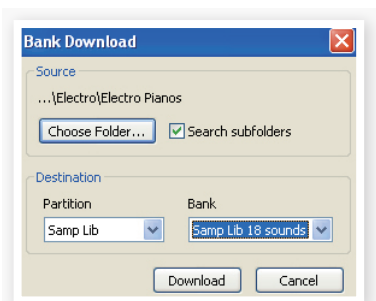 Bank Download
Source
...\Electro\Electro Pianos
Choose Folder...
Search subfolders
Destination
Partition Bank
Samp Lib Samp Lib 18 sounds
Download Cancel